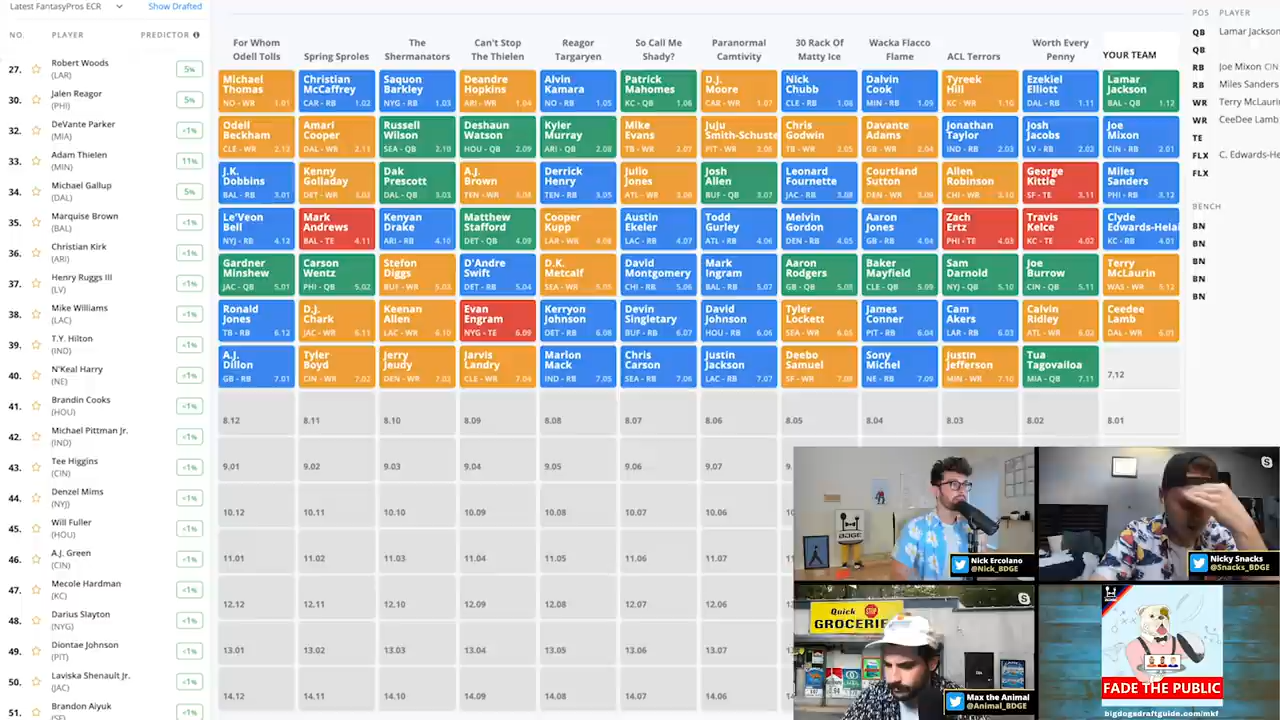 Latest FantasyPros ECR
Show Drafted
NO.
PLAYER
PREDICTOR
27.
Robert Woods
(LAR)
5%
30.
Jalen Reagor
(PHI)
5%
32.
DeVante Parker
(MIA)
<1%
33.
Adam Thielen
(MIN)
11%
34.
Michael Gallup
(DAL)
5%
35.
Marquise Brown
(BAL)
<1%
36.
Christian Kirk
(ARI)
<1%
37.
Henry Ruggs III
(LV)
<1%
38.
Mike Williams
(LAC)
<1%
39.
T.Y. Hilton
(IND)
<1%
40.
N'Keal Harry
(NE)
<1%
41.
Brandin Cooks
(HOU)
<1%
42.
Michael Pittman Jr.
(IND)
<1%
43.
Tee Higgins
(CIN)
<1%
44.
Denzel Mims
(NYJ)
<1%
45.
Will Fuller
(HOU)
<1%
46.
A.J. Green
(CIN)
<1%
47.
Mecole Hardman
(KC)
<1%
48.
Darius Slayton
(NYG)
<1%
49.
Diontae Johnson
(PIT)
<1%
50.
Laviska Shenault Jr.
(JAC)
<1%
51.
Brandon Aiyuk
(SF)
<1%
For Whom Odell Tolls
Spring Sproles
The Shermanators
Can't Stop The Thielen
Reagor Targaryen
So Call Me Shady?
Paranormal Camtivity
30 Rack Of Matty Ice
Wacka Flacco Flame
ACL Terrors
Worth Every Penny
YOUR TEAM
Michael Thomas NO - WR 1.01
Christian McCaffrey CAR - RB 1.02
Saquon Barkley NYG - RB 1.03
Deandre Hopkins ARI - WR 1.04
Alvin Kamara NO - RB 1.05
Patrick Mahomes KC - QB 1.06
D.J. Moore CAR - WR 1.07
Nick Chubb CLE - RB 1.08
Dalvin Cook MIN - RB 1.09
Tyreek Hill KC - WR 1.10
Ezekiel Elliott DAL - RB 1.11
Lamar Jackson BAL - QB 1.12
Odell Beckham CLE - WR 2.12
Amari Cooper DAL - WR 2.11
Russell Wilson SEA - QB 2.10
Deshaun Watson HOU - QB 2.09
Kyler Murray ARI - QB 2.08
Mike Evans TB - WR 2.07
JuJu Smith-Schuste PIT - WR 2.06
Chris Godwin TB - WR 2.05
Davante Adams GB - WR 2.04
Jonathan Taylor IND - RB 2.03
Josh Jacobs LV - RB 2.02
Joe Mixon CIN - RB 2.01
J.K. Dobbins BAL - RB 3.01
Kenny Golladay DET - WR 3.02
Dak Prescott DAL - QB 3.03
A.J. Brown TEN - WR 3.04
Derrick Henry TEN - RB 3.05
Julio Jones ATL - WR 3.06
Josh Allen BUF - QB 3.07
Leonard Fournette JAC - RB 3.08
Courtland Sutton DEN - WR 3.09
Allen Robinson CHI - WR 3.10
George Kittle SF - TE 3.11
Miles Sanders PHI - RB 3.12
Le'Veon Bell NYJ - RB 4.12
Mark Andrews BAL - TE 4.11
Kenyan Drake ARI - RB 4.10
Matthew Stafford DET - QB 4.09
Cooper Kupp LAR - WR 4.08
Austin Ekeler LAC - RB 4.07
Todd Gurley ATL - RB 4.06
Melvin Gordon DEN - RB 4.05
Aaron Jones GB - RB 4.04
Zach Ertz PHI - TE 4.03
Travis Kelce KC - TE 4.02
Clyde Edwards-Helai KC - RB 4.01
Gardner Minshew JAC - QB 5.01
Carson Wentz PHI - QB 5.02
Stefon Diggs BUF - WR 5.03
D'Andre Swift DET - RB 5.04
D.K. Metcalf SEA - WR 5.05
David Montgomery CHI - RB 5.06
Mark Ingram BAL - RB 5.07
Aaron Rodgers GB - QB 5.08
Baker Mayfield CLE - QB 5.09
Sam Darnold NYJ - QB 5.10
Joe Burrow CIN - QB 5.11
Terry McLaurin WAS - WR 5.12
Ronald Jones TB - RB 6.12
D.J. Chark JAC - WR 6.11
Keenan Allen LAC - WR 6.10
Evan Engram NYG - TE 6.09
Kerryon Johnson DET - RB 6.08
Devin Singletary BUF - RB 6.07
David Johnson HOU - RB 6.06
Tyler Lockett SEA - WR 6.05
James Conner PIT - RB 6.04
Cam Akers LAR - RB 6.03
Calvin Ridley ATL - WR 6.02
Ceedee Lamb DAL - WR 6.01
A.J. Dillon GB - RB 7.01
Tyler Boyd CIN - WR 7.02
Jerry Jeudy DEN - WR 7.03
Jarvis Landry CLE - WR 7.04
Marlon Mack IND - RB 7.05
Chris Carson SEA - RB 7.06
Justin Jackson LAC - RB 7.07
Deebo Samuel SF - WR 7.08
Sony Michel NE - RB 7.09
Justin Jefferson MIN - WR 7.10
Tua Tagovailoa MIA - QB 7.11
7.12
8.12 8.11 8.10 8.09 8.08 8.07 8.06 8.05 8.04 8.03 8.02 8.01
9.01 9.02 9.03 9.04 9.05 9.06 9.07
10.12 10.11 10.10 10.09 10.08 10.07 10.06
11.01 11.02 11.03 11.04 11.05 11.06 11.07
12.12 12.11 12.10 12.09 12.08 12.07 12.06
13.01 13.02 13.03 13.04 13.05 13.06 13.07
14.12 14.11 14.10 14.09 14.08 14.07 14.06
POS PLAYER
QB Lamar Jackson
QB
RB Joe Mixon CIN
RB Miles Sanders
WR Terry McLauri
WR CeeDee Lamb
TE
FLX C. Edwards-He
FLX
BENCH
BN
BN
BN
BN
BN
BDGE
Nick Ercolano
@Nick_BDGE
Nicky Snacks
@Snacks_BDGE
Quick STOP
GROCERIE
Max the Animal
@Animal_BDGE
FADE THE PUBLIC
bigdogedraftguide.com/mkf